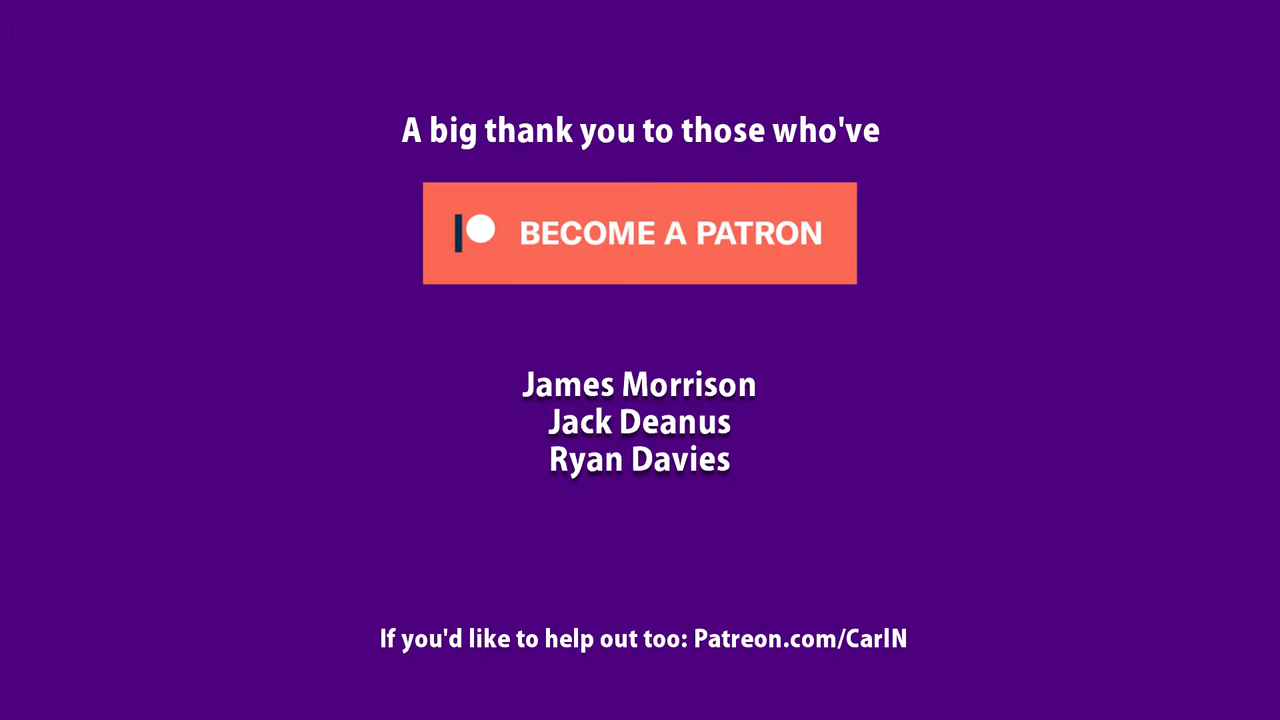 A big thank you to those who've
BECOME A PATRON
James Morrison
Jack Deanus
Ryan Davies
If you'd like to help out too: Patreon.com/CarlN